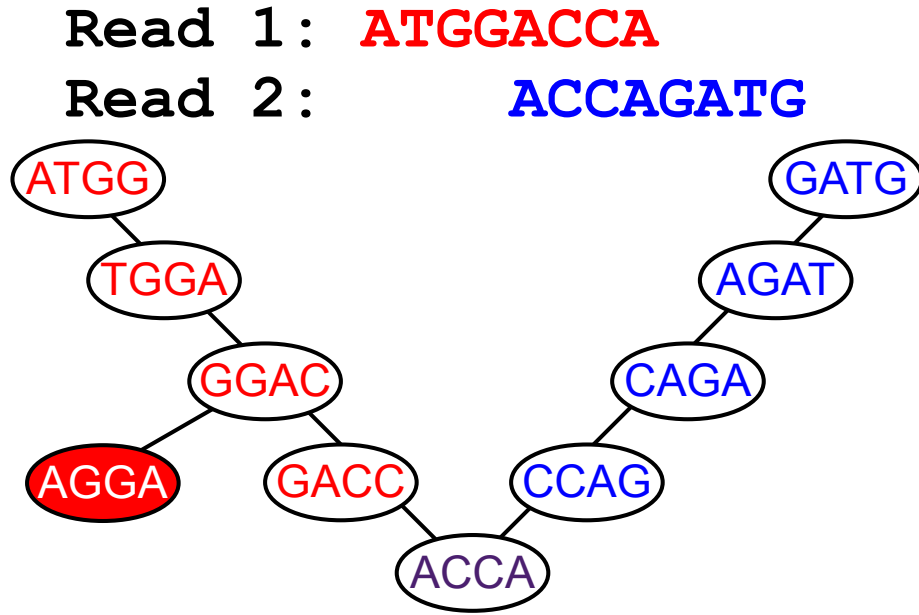 Read 1: ATGGACCA
Read 2: ACCAGATG
ATGG
GATG
TGGA
AGAT
GGAC
CAGA
AGGA
GACC
CCAG
ACCA